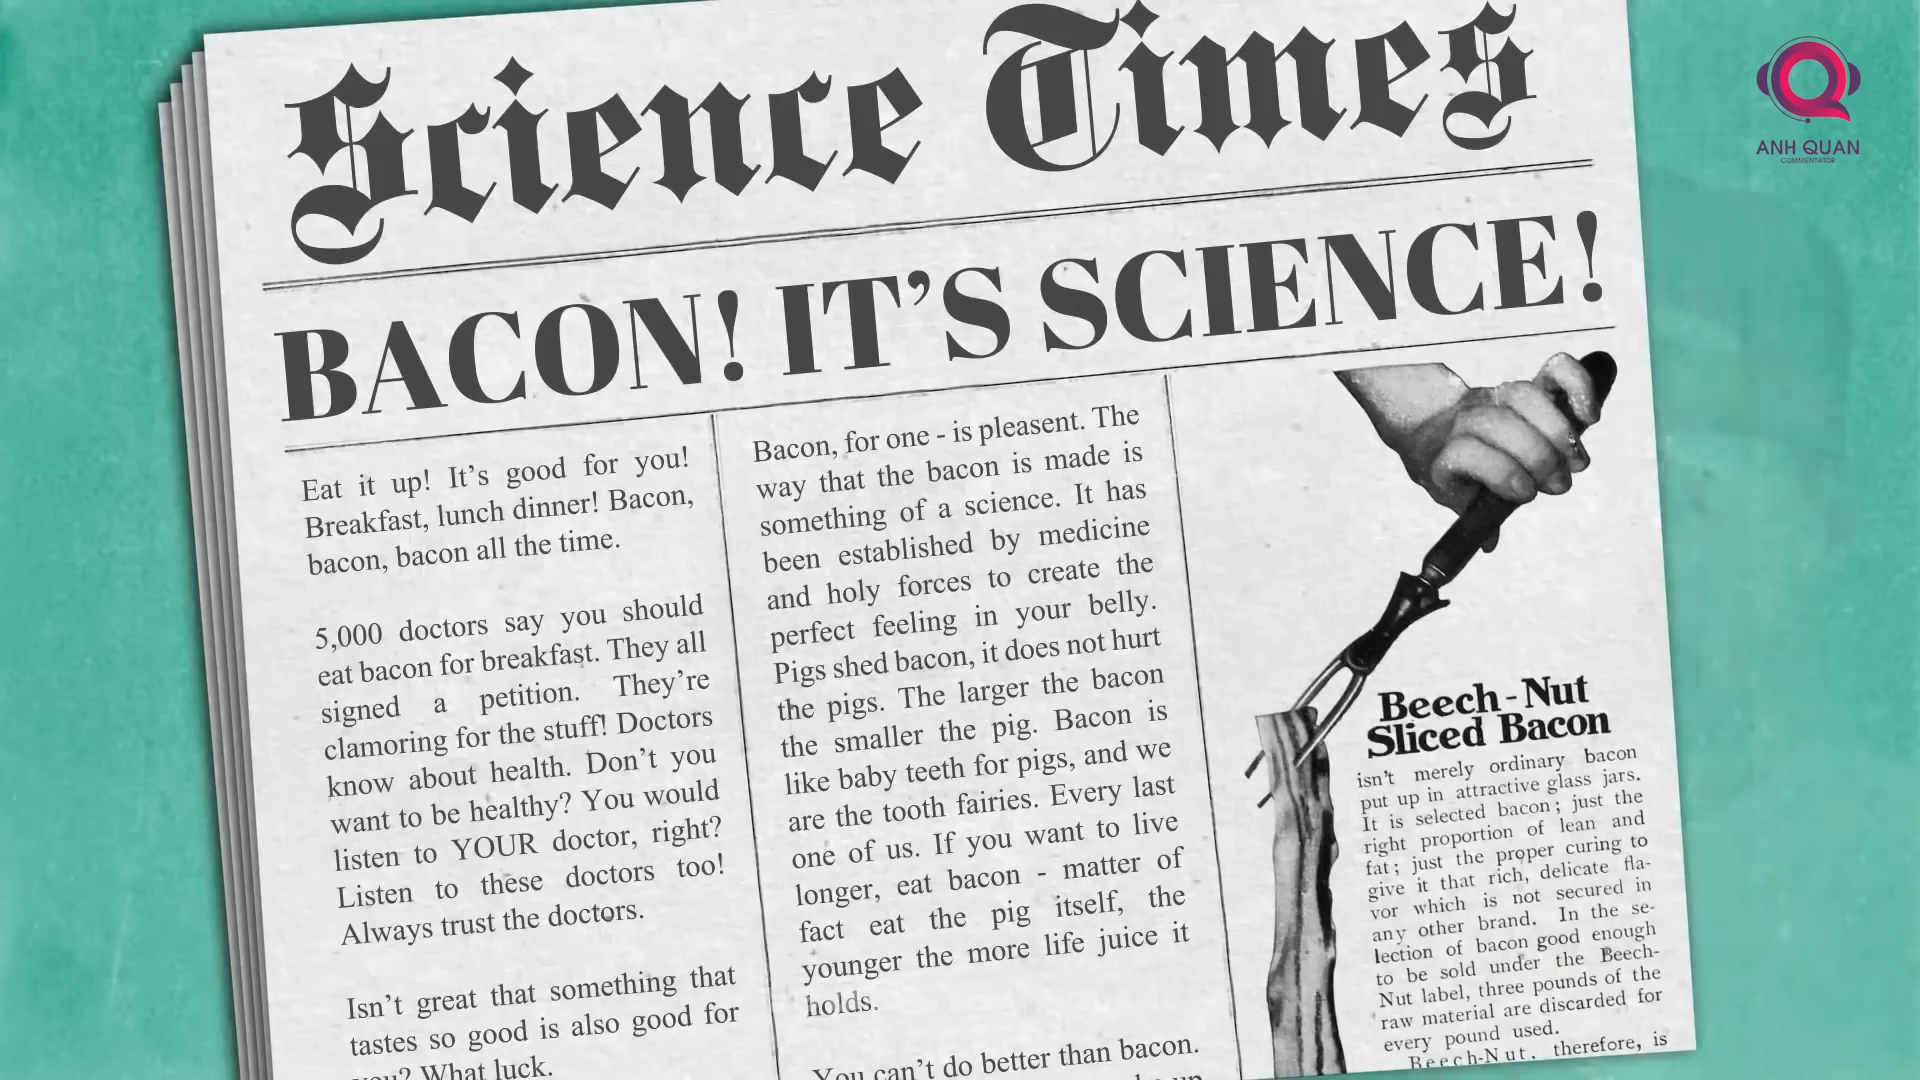 Science Times
BACON! IT'S SCIENCE!
Eat it up! It's good for you!
Breakfast, lunch dinner! Bacon,
bacon, bacon all the time.
5,000 doctors say you should
eat bacon for breakfast. They all
signed a petition. They're
clamoring for the stuff! Doctors
know about health. Don't you
want to be healthy? You would
listen to YOUR doctor, right?
Listen to these doctors too!
Always trust the doctors.
Isn't great that something that
tastes so good is also good for
you? What luck.
Bacon, for one - is pleasent. The
way that the bacon is made is
something of a science. It has
been established by medicine
and holy forces to create the
perfect feeling in your belly.
Pigs shed bacon, it does not hurt
the pigs. The larger the bacon
the smaller the pig. Bacon is
like baby teeth for pigs, and we
are the tooth fairies. Every last
one of us. If you want to live
longer, eat bacon - matter of
fact eat the pig itself, the
younger the more life juice it
holds.
You can't do better than bacon.
up
Beech-Nut
Sliced Bacon
isn't merely ordinary bacon
put up in attractive glass jars.
It is selected bacon; just the
right proportion of lean and
fat; just the proper curing to
give it that rich, delicate fla-
vor which is not secured in
any other brand. In the se-
lection of bacon good enough
to be sold under the Beech-
Nut label, three pounds of the
raw material are discarded for
every pound used.
Beech-Nut, therefore, is
ANH QUAN
COMMENTATOR